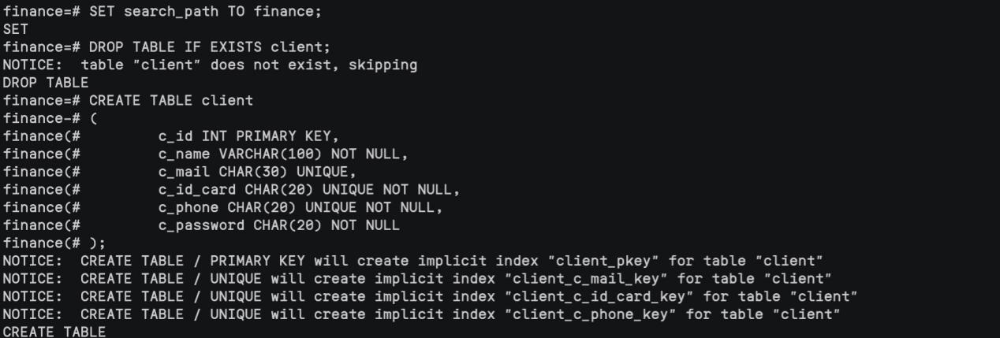 finance=# SET search_path TO finance;
SET
finance=# DROP TABLE IF EXISTS client;
NOTICE:  table "client" does not exist, skipping
DROP TABLE
finance=# CREATE TABLE client
finance-# (
finance(#         c_id INT PRIMARY KEY,
finance(#         c_name VARCHAR(100) NOT NULL,
finance(#         c_mail CHAR(30) UNIQUE,
finance(#         c_id_card CHAR(20) UNIQUE NOT NULL,
finance(#         c_phone CHAR(20) UNIQUE NOT NULL,
finance(#         c_password CHAR(20) NOT NULL
finance(# );
NOTICE:  CREATE TABLE / PRIMARY KEY will create implicit index "client_pkey" for table "client"
NOTICE:  CREATE TABLE / UNIQUE will create implicit index "client_c_mail_key" for table "client"
NOTICE:  CREATE TABLE / UNIQUE will create implicit index "client_c_id_card_key" for table "client"
NOTICE:  CREATE TABLE / UNIQUE will create implicit index "client_c_phone_key" for table "client"
CREATE TABLE